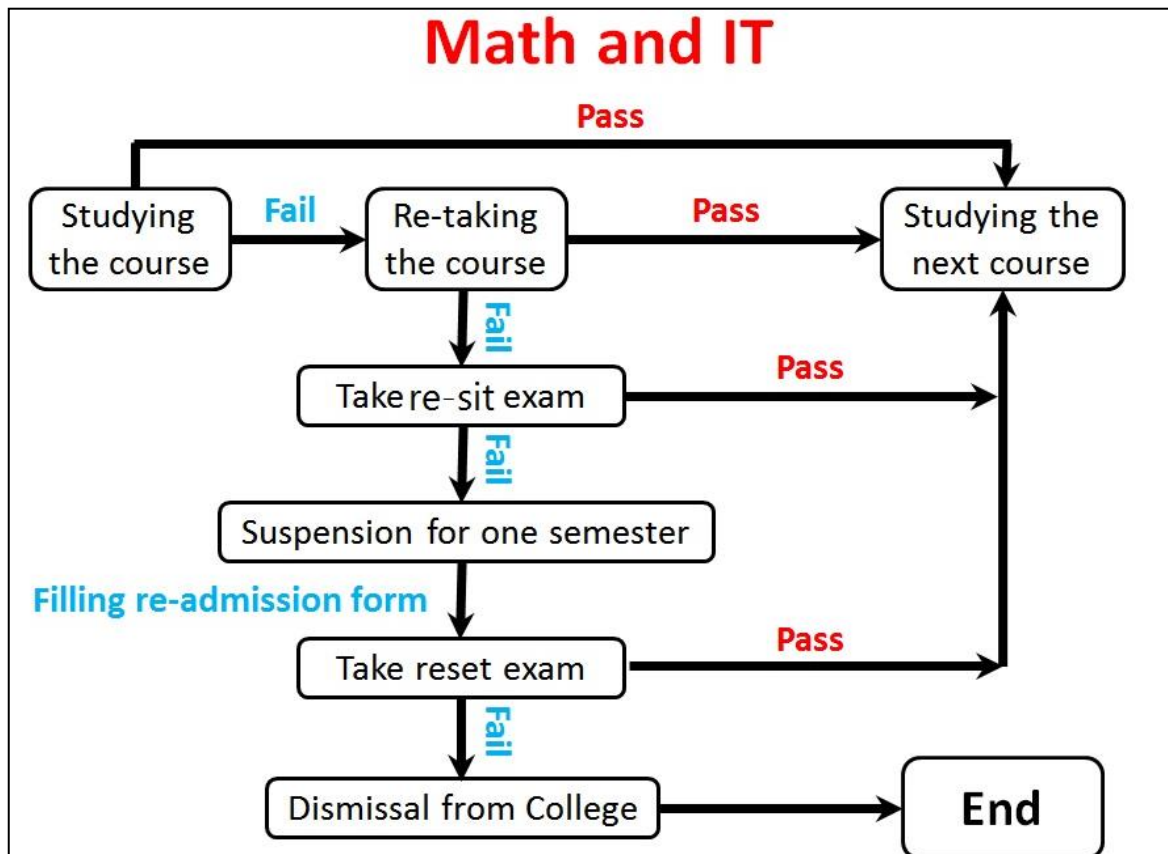 Math and IT
Pass
Studying
the course
Fail
Re-taking
the course
Pass
Studying the
next course
Fail
Take re-sit exam
Pass
Fail
Suspension for one semester
Filling re-admission form
Take reset exam
Pass
Fail
Dismissal from College
End